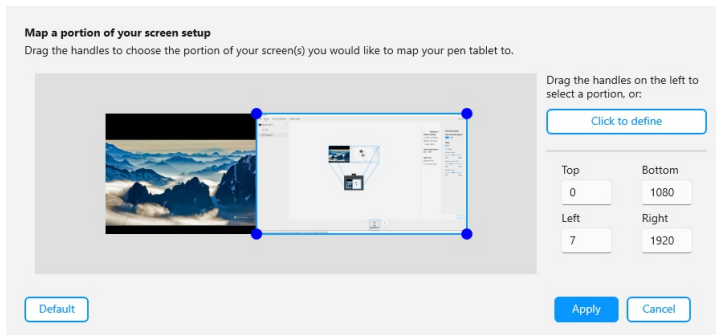 Map a portion of your screen setup
Drag the handles to choose the portion of your screen(s) you would like to map your pen tablet to.
Drag the handles on the left to
select a portion, or:
Click to define
Top
Bottom
0
1080
Left
Right
7
1920
Default
Apply
Cancel